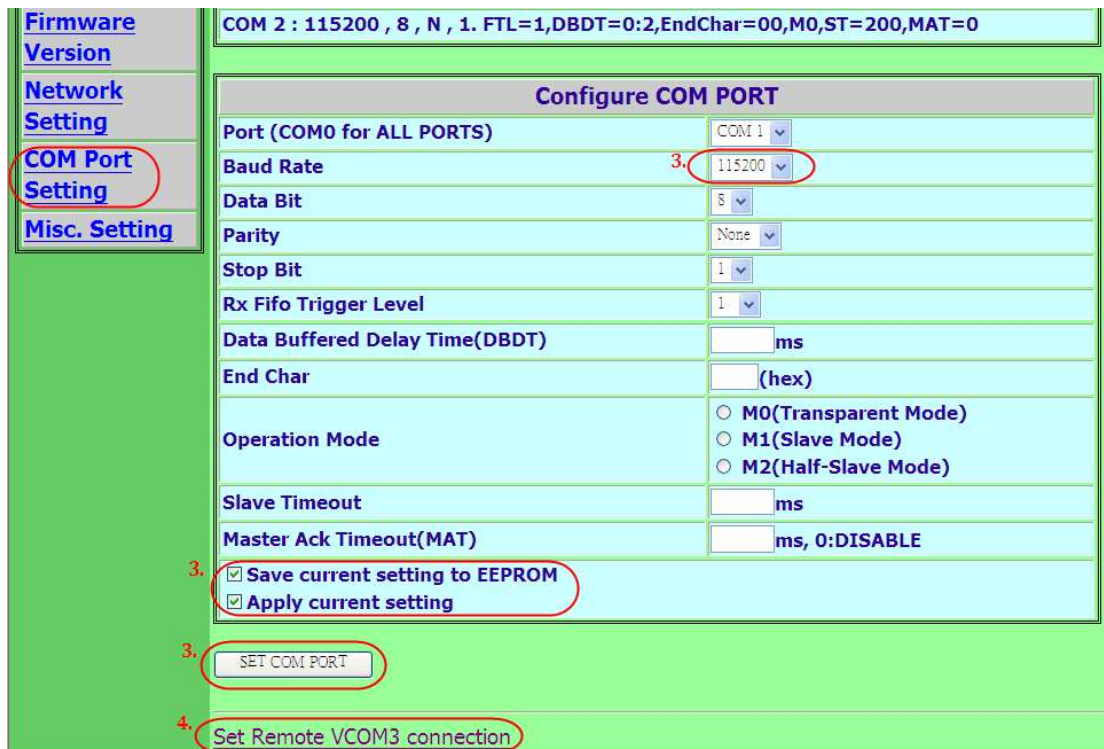 Firmware
Version
Network
Setting
COM Port
Setting
Misc. Setting
COM 2 : 115200 , 8 , N , 1. FTL=1,DBDT=0:2,EndChar=00,M0,ST=200,MAT=0
Configure COM PORT
Port (COM0 for ALL PORTS) COM 1
Baud Rate 3. 115200
Data Bit 8
Parity None
Stop Bit 1
Rx Fifo Trigger Level 1
Data Buffered Delay Time(DBDT) ms
End Char (hex)
M0(Transparent Mode)
Operation Mode M1(Slave Mode)
M2(Half-Slave Mode)
Slave Timeout ms
Master Ack Timeout(MAT) ms, 0:DISABLE
3. Save current setting to EEPROM
Apply current setting
3. SET COM PORT
4. Set Remote VCOM3 connection